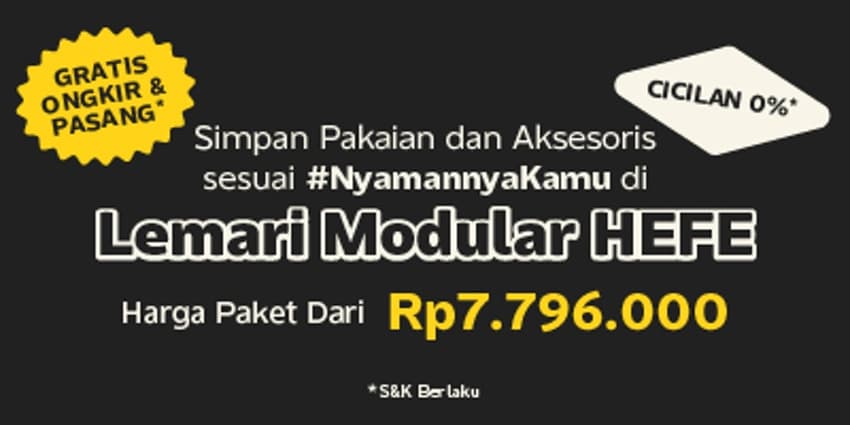 GRATIS
ONGKIR &
PASANG*
CICILAN 0%*
Simpan Pakaian dan Aksesoris
sesuai #NyamannyaKamu di
Lemari Modular HEFE
Harga Paket Dari Rp7.796.000
*S&K Berlaku